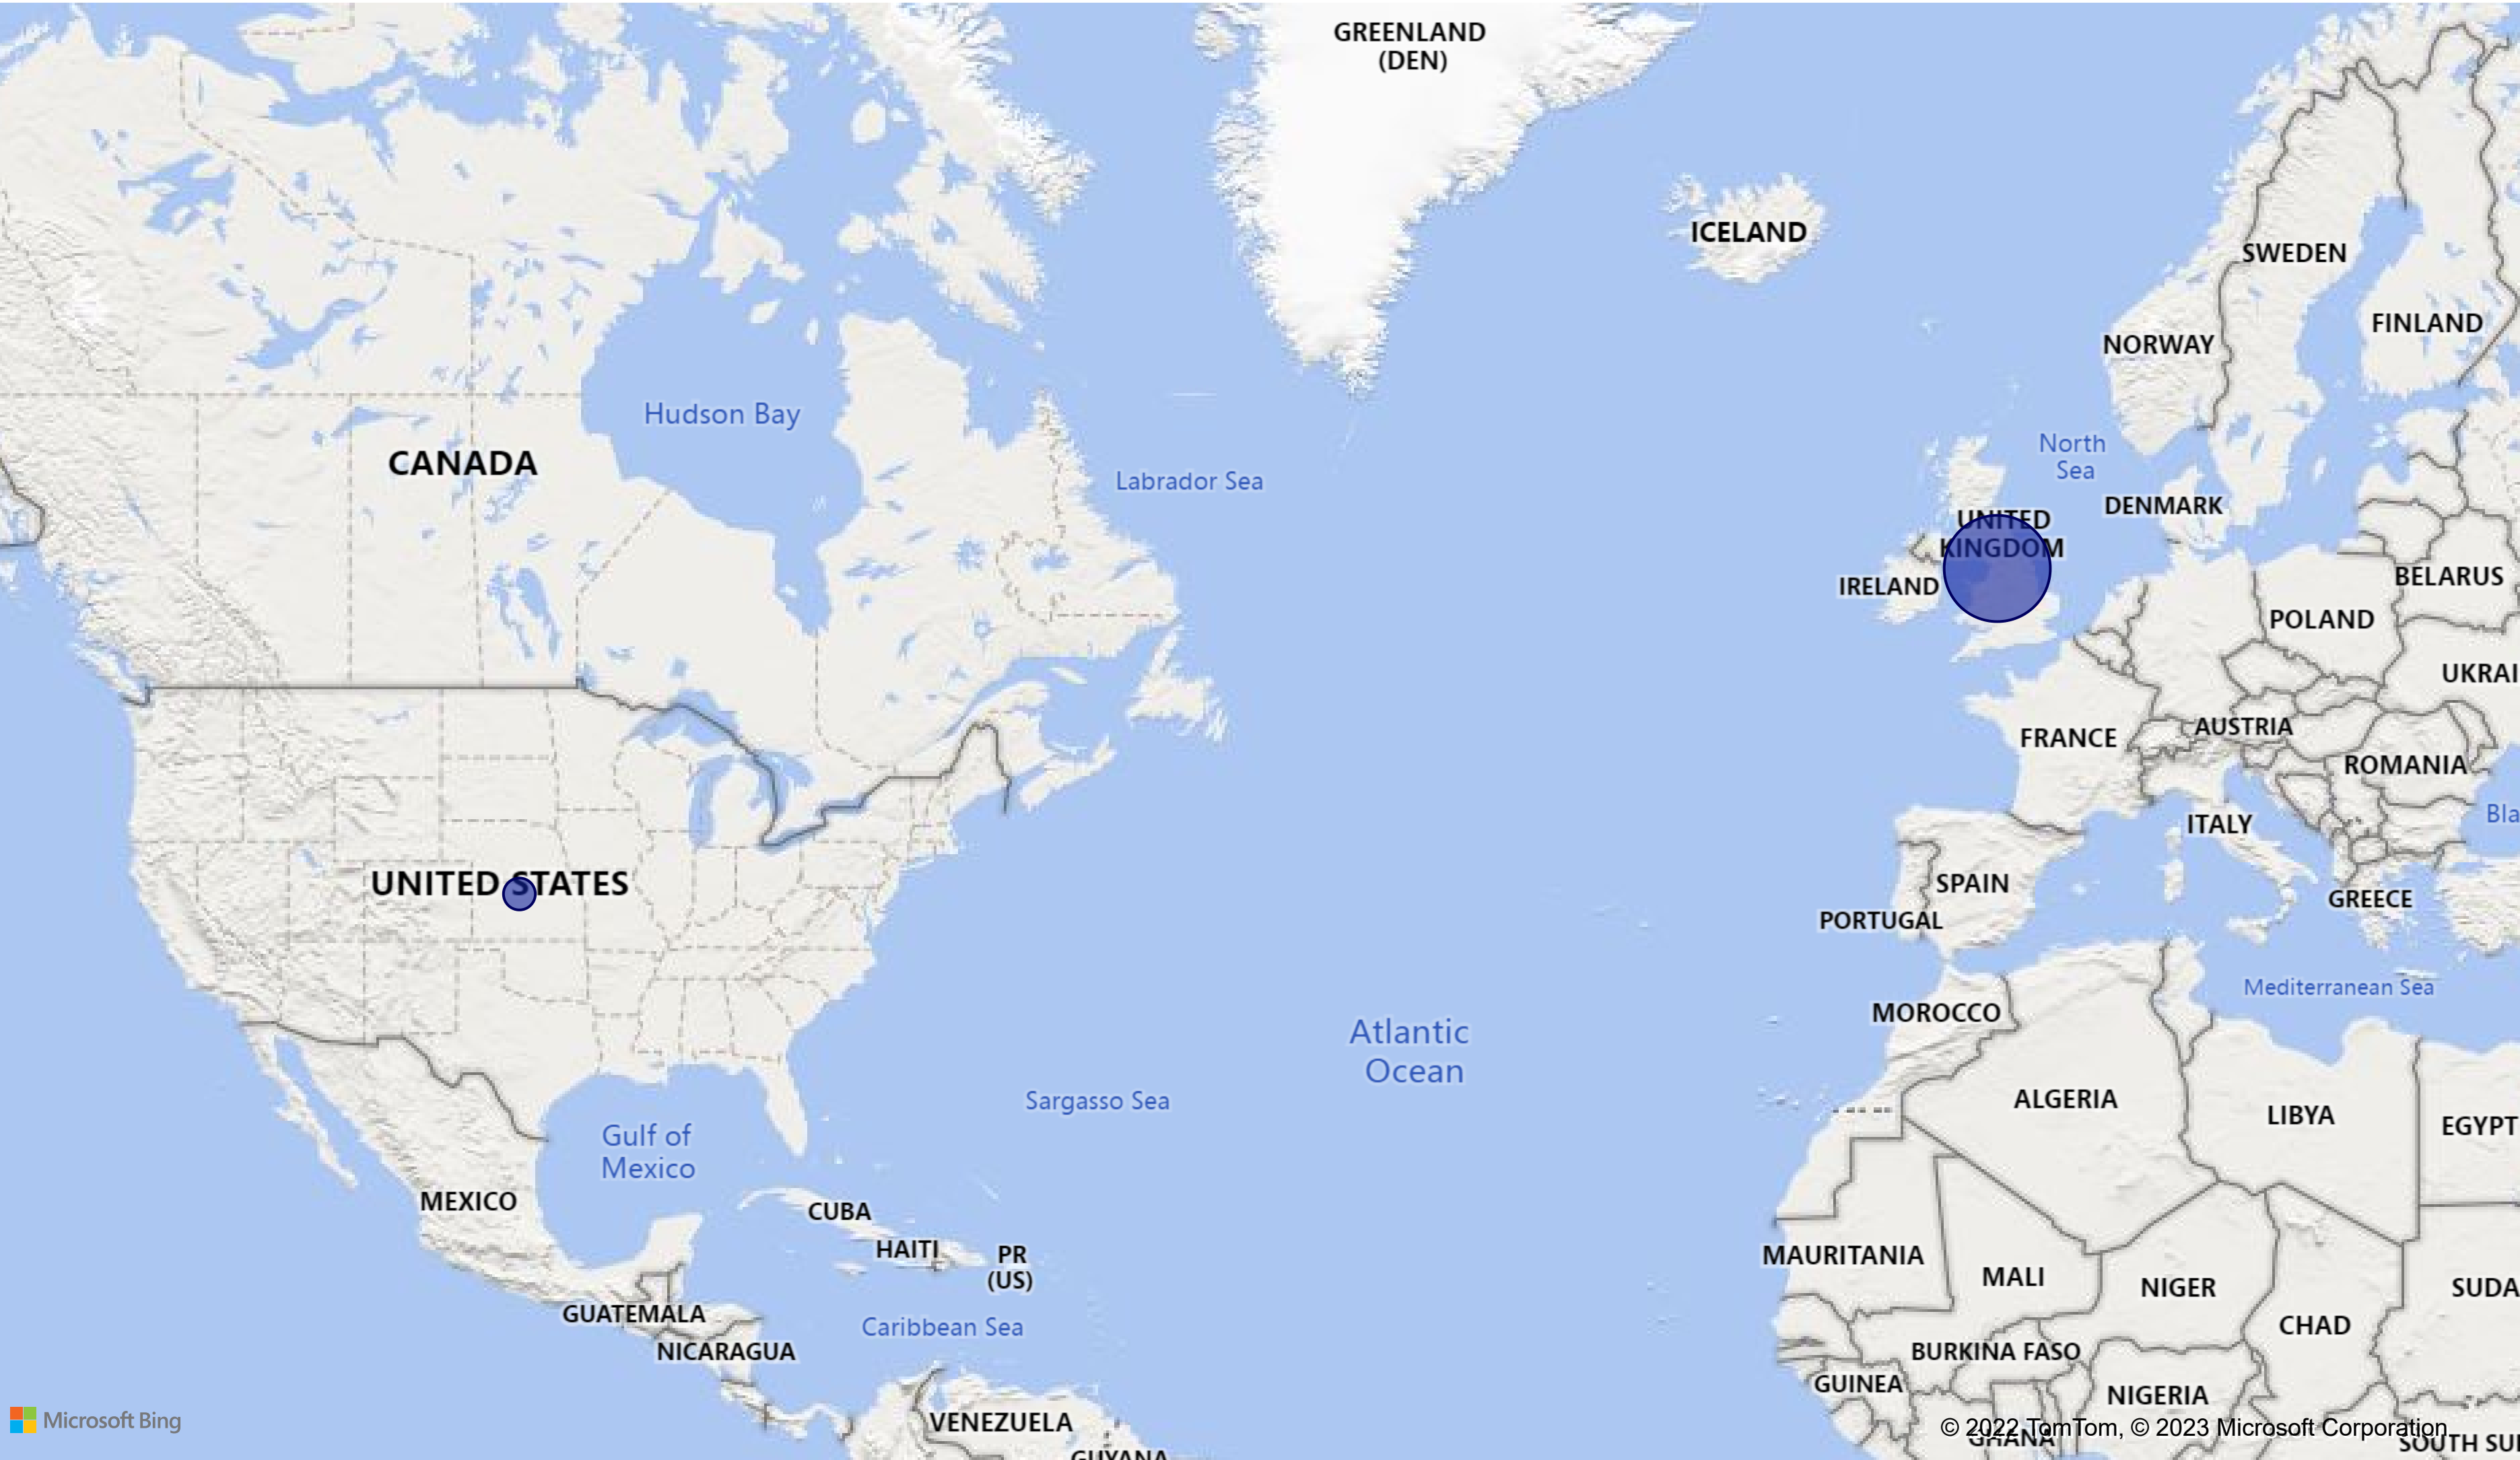 GREENLAND
(DEN)
ICELAND
SWEDEN
FINLAND
NORWAY
Hudson Bay
CANADA
Labrador Sea
North
Sea
DENMARK
UNITED
KINGDOM
IRELAND
BELARUS
POLAND
UKRAI
AUSTRIA
FRANCE
ROMANIA
Bla
ITALY
UNITED STATES
SPAIN
GREECE
PORTUGAL
Mediterranean Sea
MOROCCO
Atlantic
Ocean
Sargasso Sea
ALGERIA
LIBYA
EGYPT
Gulf of
Mexico
MEXICO
CUBA
HAITI
PR
(US)
MAURITANIA
MALI
NIGER
SUDA
GUATEMALA
Caribbean Sea
CHAD
NICARAGUA
BURKINA FASO
GUINEA
NIGERIA
Microsoft Bing
VENEZUELA
© 2022 TomTom, © 2023 Microsoft Corporation
GHANA
SOUTH SU
GUYANA